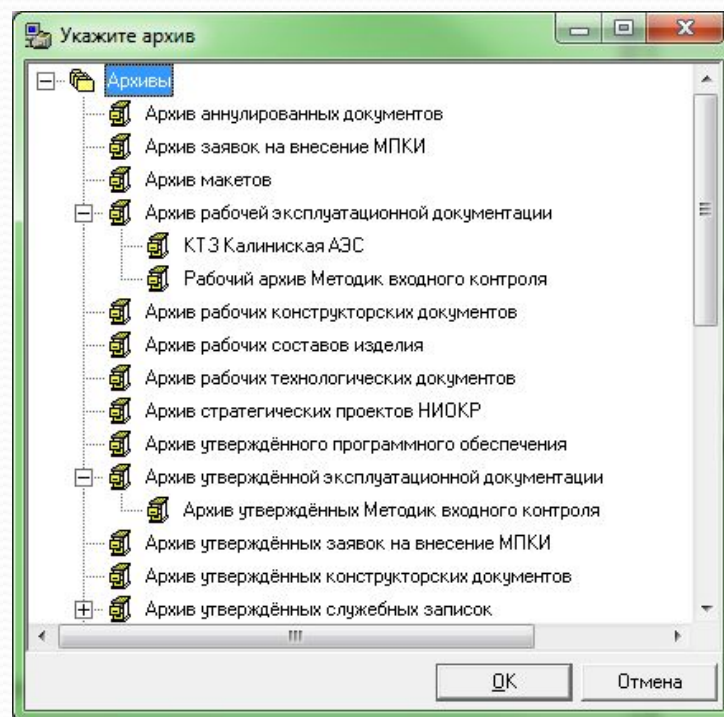 Укажите архив
Архивы
Архив аннулированных документов
Архив заявок на внесение МПКИ
Архив макетов
Архив рабочей эксплуатационной документации
КТЗ Калиниская АЭС
Рабочий архив Методик входного контроля
Архив рабочих конструкторских документов
Архив рабочих составов изделия
Архив рабочих технологических документов
Архив стратегических проектов НИОКР
Архив утверждённого программного обеспечения
Архив утверждённой эксплуатационной документации
Архив утверждённых Методик входного контроля
Архив утверждённых заявок на внесение МПКИ
Архив утверждённых конструкторских документов
Архив утверждённых служебных записок
OK Отмена